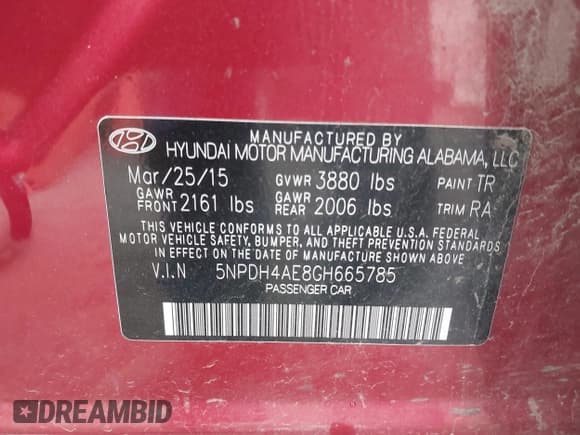 MANUFACTURED BY
HYUNDAI MOTOR MANUFACTURING ALABAMA, LLC
Mar/25/15 GVWR 3880 lbs PAINT TR
GAWR FRONT 2161 lbs GAWR REAR 2006 lbs TRIM RA
THIS VEHICLE CONFORMS TO ALL APPLICABLE U.S.A. FEDERAL
MOTOR VEHICLE SAFETY, BUMPER, AND THEFT PREVENTION STANDARDS
IN EFFECT ON THE DATE OF MANUFACTURE SHOWN ABOVE.
V.I.N 5NPDH4AE8GH665785
PASSENGER CAR
DREAMBID